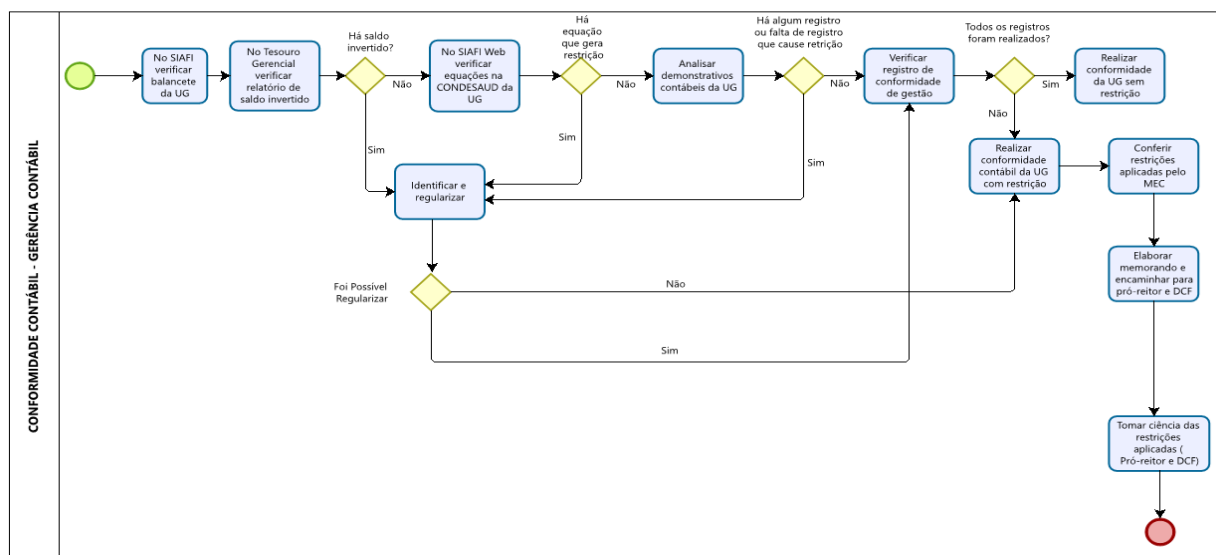 CONFORMIDADE CONTÁBIL - GERÊNCIA CONTÁBIL
No SIAFI
verificar
balancete
da UG
No Tesouro
Gerencial
verificar
relatório de
saldo invertido
Há saldo
invertido?
Não
Sim
No SIAFI Web
verificar
equações na
CONDESAUD da
UG
Há
equação
que gera
restrição
Não
Sim
Analisar
demonstrativos
contábeis da UG
Há algum registro
ou falta de registro
que cause retrição
Não
Sim
Verificar
registro de
conformidade
de gestão
Todos os registros
foram realizados?
Sim
Não
Realizar
conformidade
da UG sem
restrição
Identificar e
regularizar
Realizar
conformidade
contábil da UG
com restrição
Conferir
restrições
aplicadas pelo
MEC
Foi Possível
Regularizar
Não
Sim
Elaborar
memorando e
encaminhar para
pró-reitor e DCF
Tomar ciência das
restrições
aplicadas (
Pró-reitor e DCF)